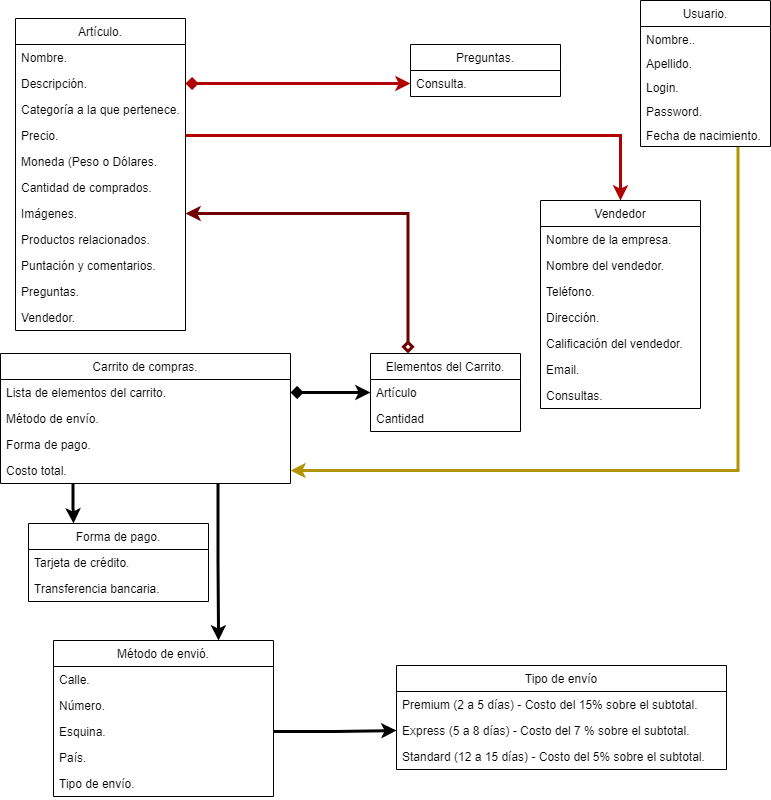 Artículo.
Nombre.
Descripción.
Categoría a la que pertenece.
Precio.
Moneda (Peso o Dólares.
Cantidad de comprados.
Imágenes.
Productos relacionados.
Puntación y comentarios.
Preguntas.
Vendedor.
Preguntas.
Consulta.
Usuario.
Nombre..
Apellido.
Login.
Password.
Fecha de nacimiento.
Vendedor
Nombre de la empresa.
Nombre del vendedor.
Teléfono.
Dirección.
Calificación del vendedor.
Email.
Consultas.
Carrito de compras.
Lista de elementos del carrito.
Método de envío.
Forma de pago.
Costo total.
Elementos del Carrito.
Artículo
Cantidad
Forma de pago.
Tarjeta de crédito.
Transferencia bancaria.
Método de envió.
Calle.
Número.
Esquina.
País.
Tipo de envío.
Tipo de envío
Premium (2 a 5 días) - Costo del 15% sobre el subtotal.
Express (5 a 8 días) - Costo del 7 % sobre el subtotal.
Standard (12 a 15 días) - Costo del 5% sobre el subtotal.